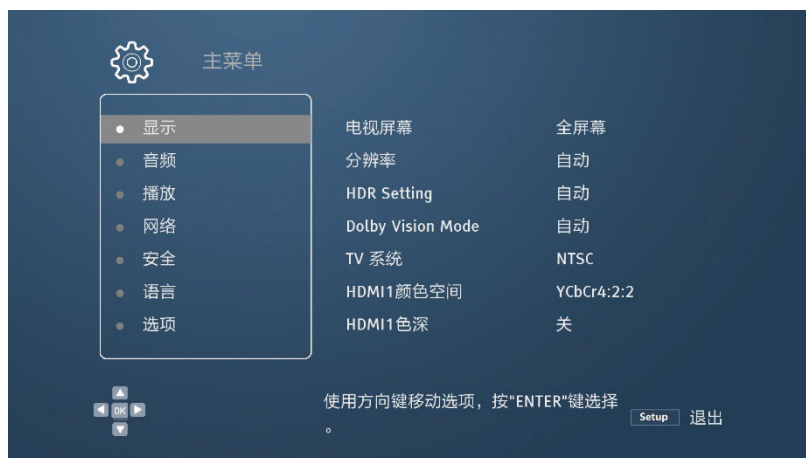 主菜单
显示
音频
播放
网络
安全
语言
选项
电视屏幕 全屏幕
分辨率 自动
HDR Setting 自动
Dolby Vision Mode 自动
TV 系统 NTSC
HDMI1颜色空间 YCbCr4:2:2
HDMI1色深 关
OK
使用方向键移动选项，按"ENTER"键选择
。
Setup 退出